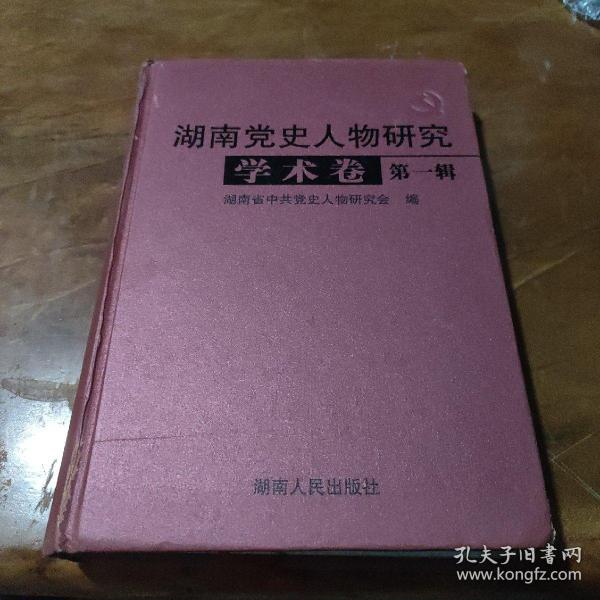 湖南党史人物研究
学术卷 第一辑
湖南省中共党史人物研究会 编
湖南人民出版社
孔夫子旧书网
www.kongfz.com